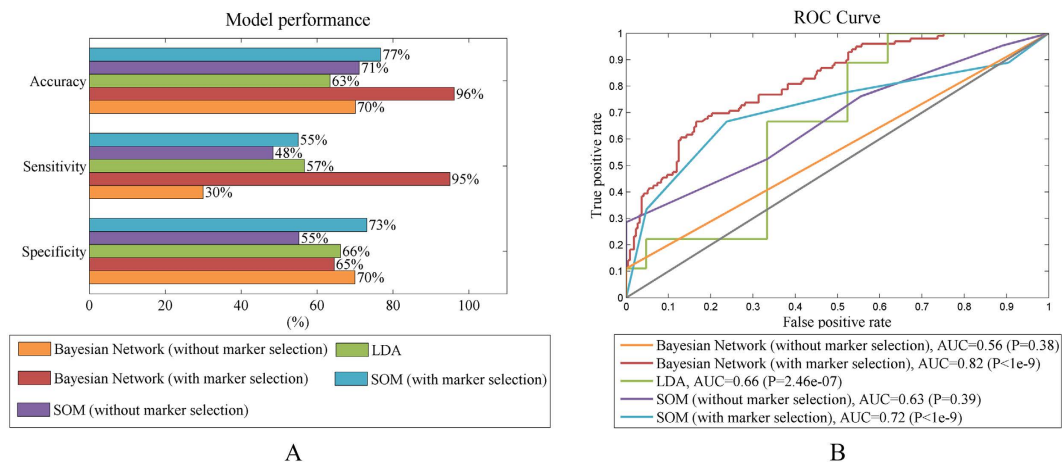 Model performance
Accuracy
77%
71%
63%
96%
70%
Sensitivity
55%
48%
57%
95%
30%
Specificity
73%
55%
66%
65%
70%
0
20
40
60
80
100
(%)
Bayesian Network (without marker selection)
LDA
Bayesian Network (with marker selection)
SOM (with marker selection)
SOM (without marker selection)
A
ROC Curve
True positive rate
1
0.9
0.8
0.7
0.6
0.5
0.4
0.3
0.2
0.1
0
0
0.1
0.2
0.3
0.4
0.5
0.6
0.7
0.8
0.9
1
False positive rate
Bayesian Network (without marker selection), AUC=0.56 (P=0.38)
Bayesian Network (with marker selection), AUC=0.82 (P<1e-9)
LDA, AUC=0.66 (P=2.46e-07)
SOM (without marker selection), AUC=0.63 (P=0.39)
SOM (with marker selection), AUC=0.72 (P<1e-9)
B